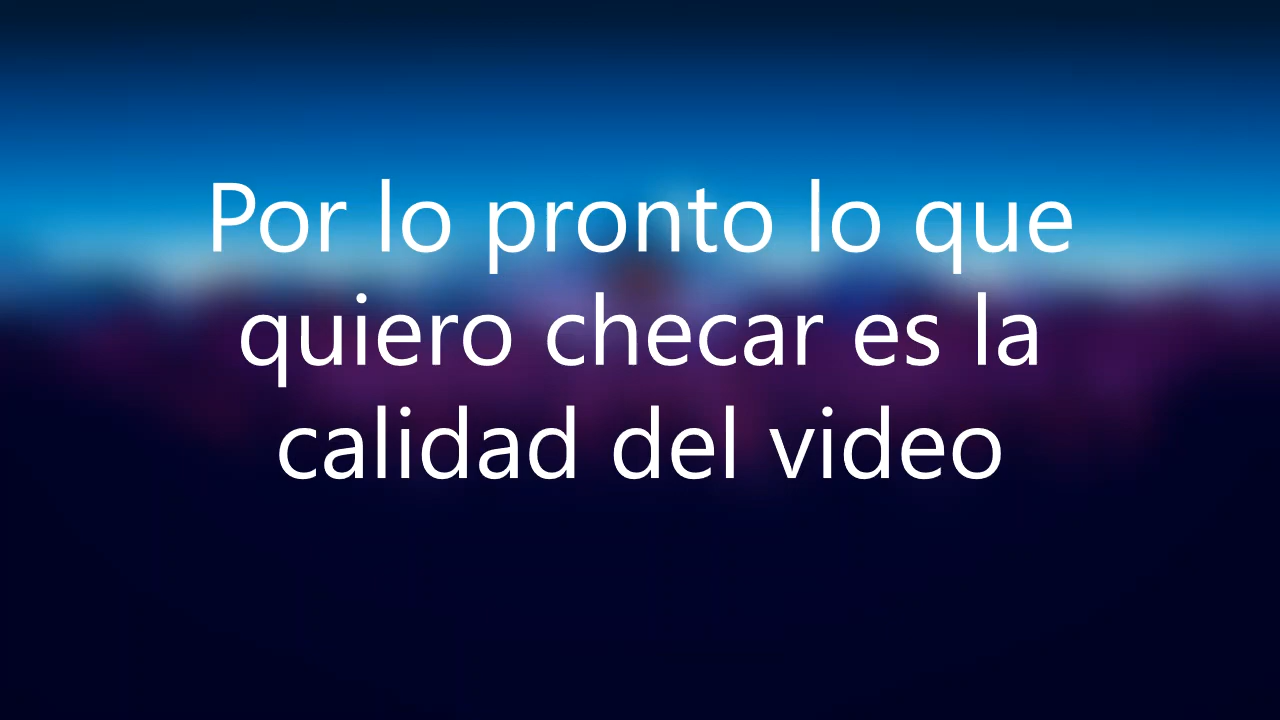 Por lo pronto lo que
quiero checar es la
calidad del video